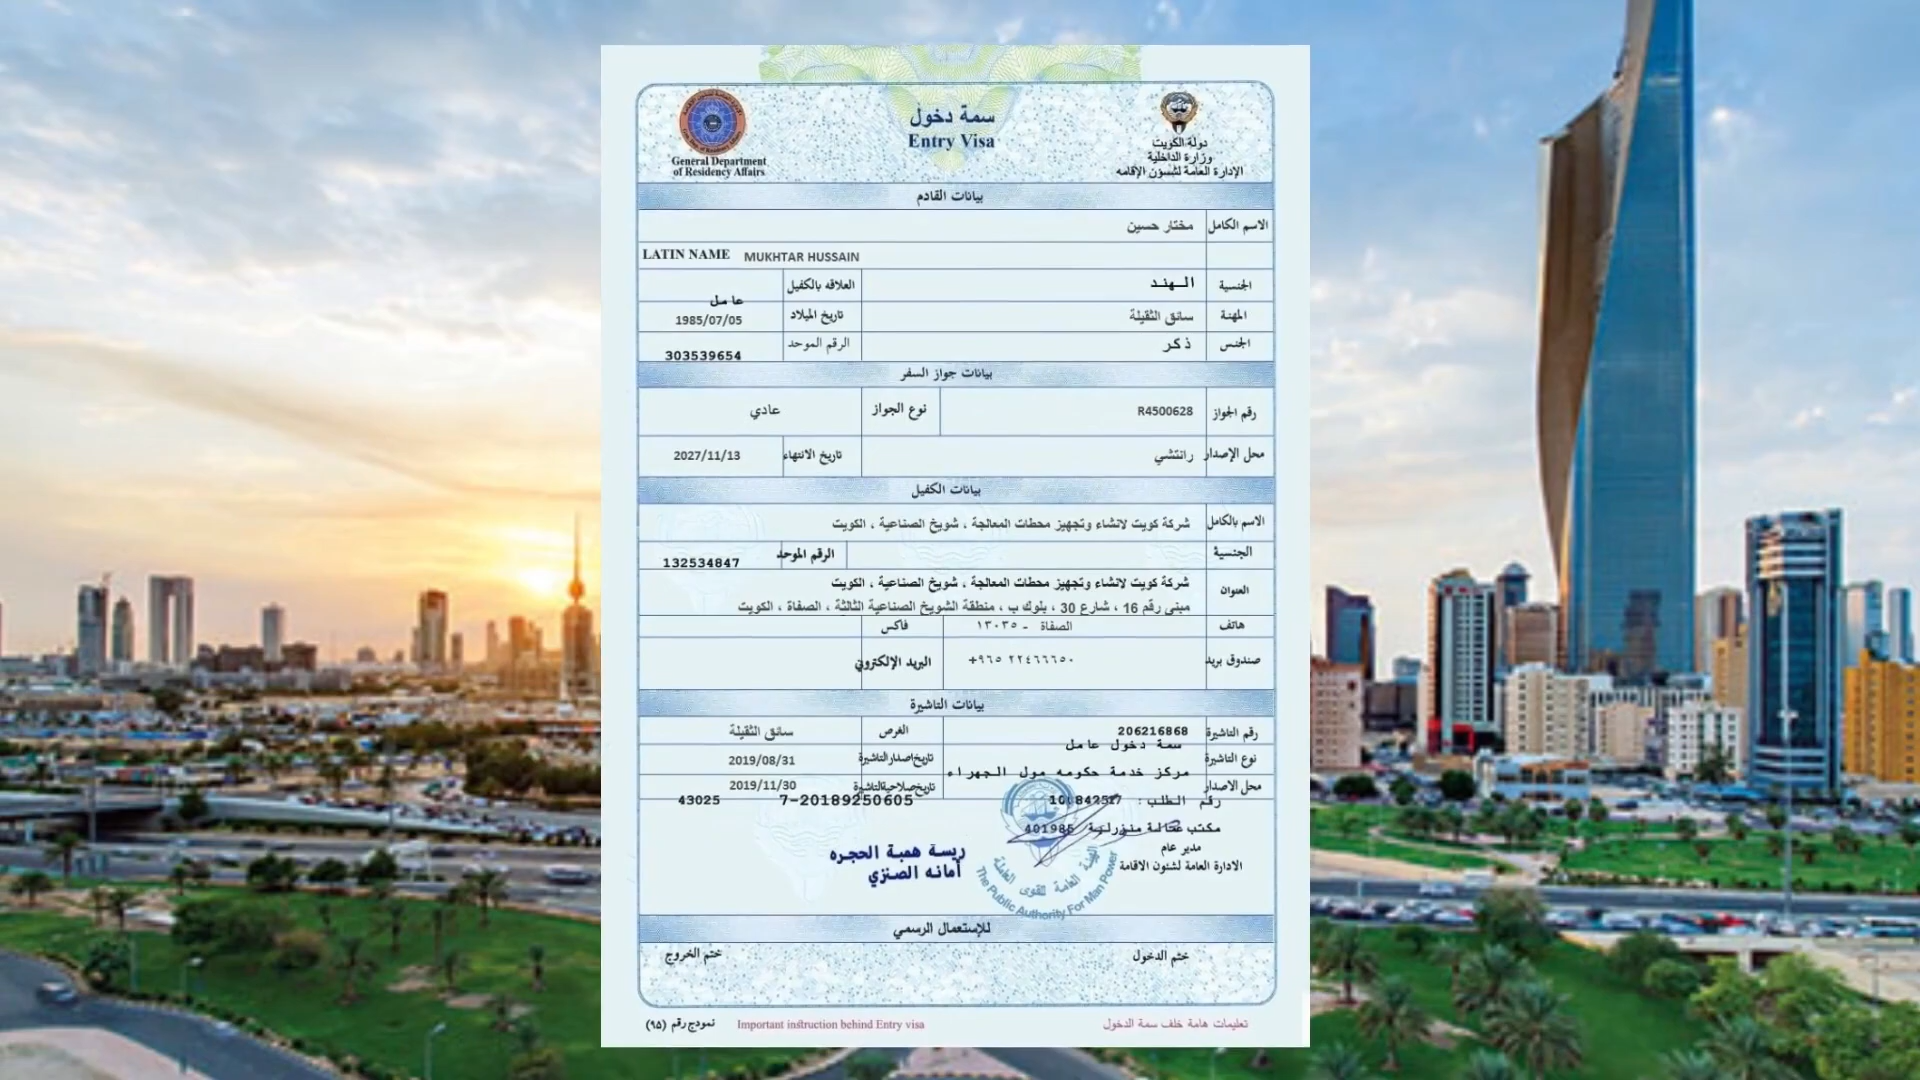 سمة دخول
Entry Visa
General Department
of Residency Affairs
دولة الكويت
وزارة الداخلية
الإدارة العامة لشئون الإقامه
بيانات القادم
الاسم الكامل مختار حسين
LATIN NAME MUKHTAR HUSSAIN
الجنسية الهند العلاقه بالكفيل عامل
المهنة سائق الثقيلة تاريخ الميلاد 1985/07/05
الجنس ذكر الرقم الموحد 303539654
بيانات جواز السفر
رقم الجواز R4500628 نوع الجواز عادي
محل الإصدار رانتشي تاريخ الانتهاء 2027/11/13
بيانات الكفيل
الاسم بالكامل شركة كويت لانشاء وتجهيز محطات المعالجة ، شويخ الصناعية ، الكويت
الجنسية الرقم الموحد 132534847
العنوان شركة كويت لانشاء وتجهيز محطات المعالجة ، شويخ الصناعية ، الكويت
مبنى رقم 16 ، شارع 30 ، بلوك ب ، منطقة الشويخ الصناعية الثالثة ، الصفاة ، الكويت
هاتف الصفاة - ١٣٠٣٥ فاكس
صندوق بريد +٩٦٥ ٢٢٤٦٦٦٥٠ البريد الإلكتروني
بيانات التاشيرة
رقم التاشيرة 206216868 الغرض سائق الثقيلة
نوع التاشيرة سمة دخول عامل تاريخ اصدار التاشيرة 2019/08/31
محل الاصدار مركز خدمة حكومه مول الجهراء تاريخ صلاحية التاشيرة 2019/11/30
رقم الطلب : 7-20189250605 43025
مكتب عمالة منزلية 401985
مدير عام
الادارة العامة لشئون الاقامة
أمانه
The Public Authority For Man Power
الهيئة العامة للقوى العاملة
للإستعمال الرسمي
ختم الدخول ختم الخروج
تعليمات هامة خلف سمة الدخول Important instruction behind Entry visa نموذج رقم (٩٥)